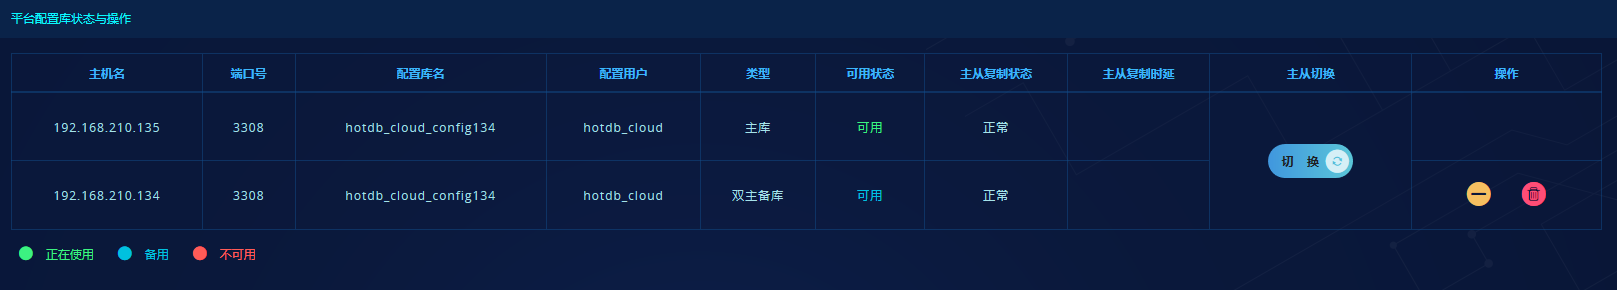 平台配置库状态与操作
主机名 端口号 配置库名 配置用户 类型 可用状态 主从复制状态 主从复制时延 主从切换 操作
192.168.210.135 3308 hotdb_cloud_config134 hotdb_cloud 主库 可用 正常
切 换
192.168.210.134 3308 hotdb_cloud_config134 hotdb_cloud 双主备库 可用 正常
正在使用 备用 不可用